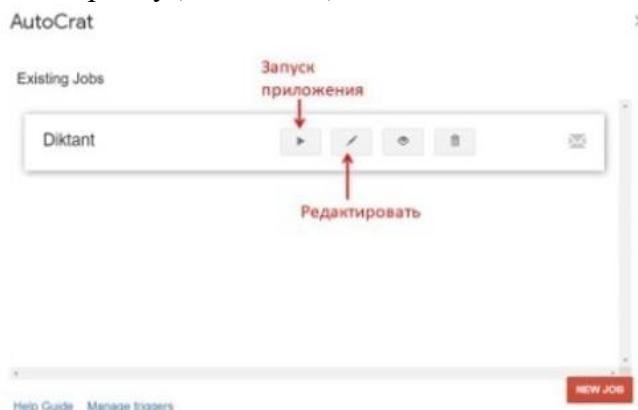 AutoCrat
Existing Jobs
Запуск
приложения
Diktant
Редактировать
NEW JOB
Help Guide Manage triggers